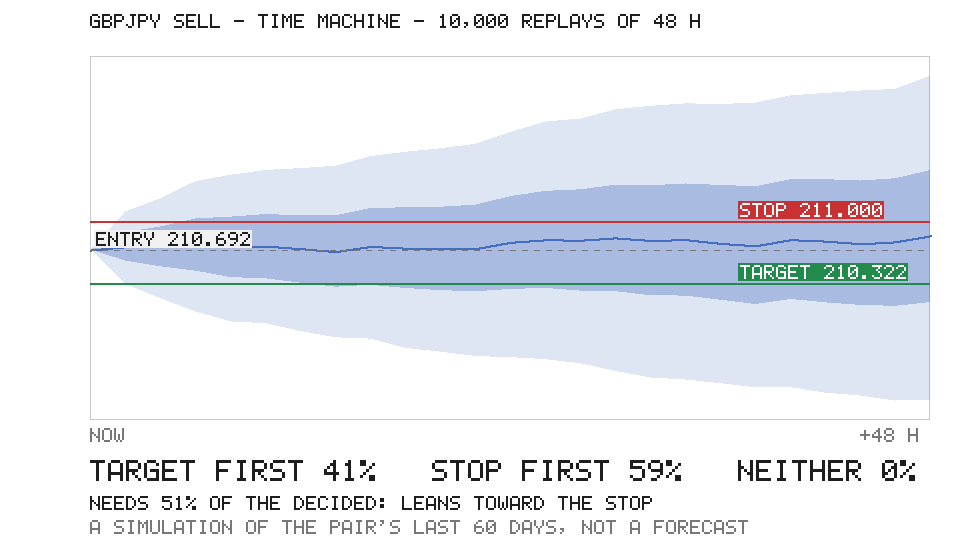 GBPJPY SELL - TIME MACHINE - 10,000 REPLAYS OF 48 H
STOP 211.000
ENTRY 210.692
TARGET 210.322
NOW
+48 H
TARGET FIRST 41% STOP FIRST 59% NEITHER 0%
NEEDS 51% OF THE DECIDED: LEANS TOWARD THE STOP
A SIMULATION OF THE PAIR'S LAST 60 DAYS, NOT A FORECAST